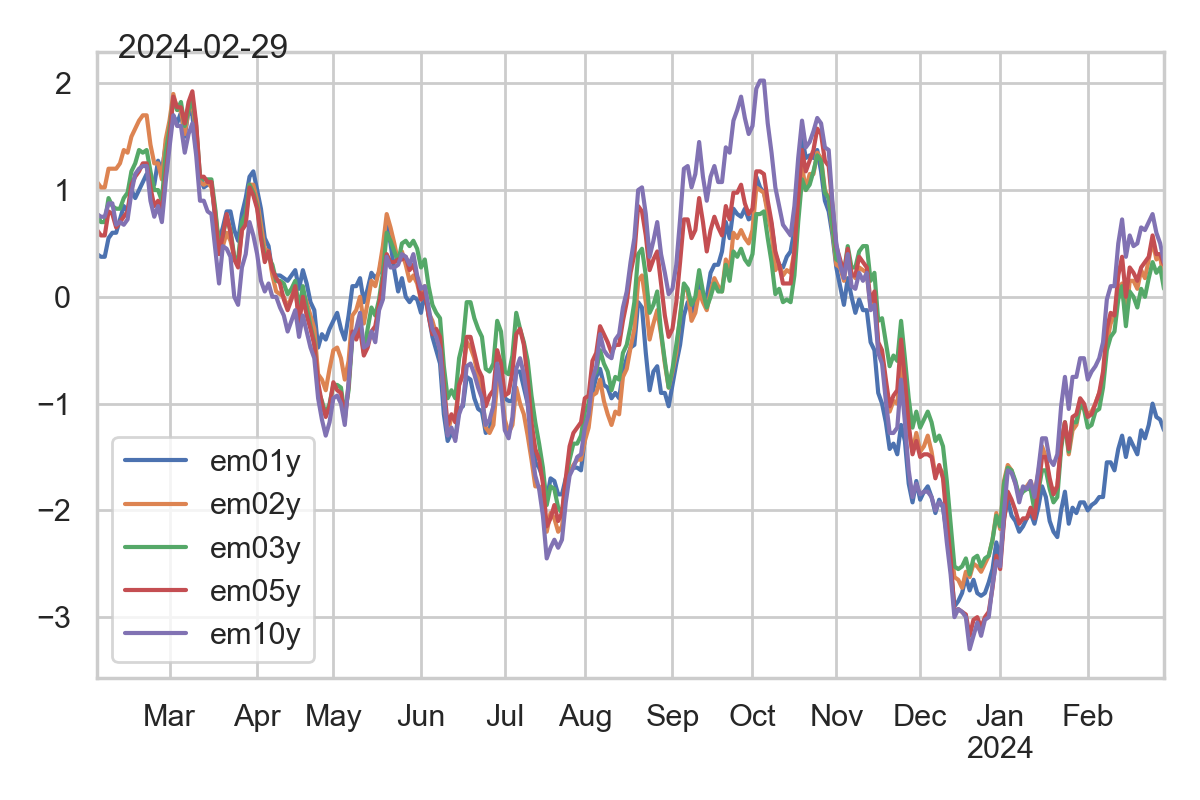 2024-02-29
2
1
0
−1
−2
−3
em01y
em02y
em03y
em05y
em10y
Mar Apr May Jun Jul Aug Sep Oct Nov Dec Jan Feb
2024